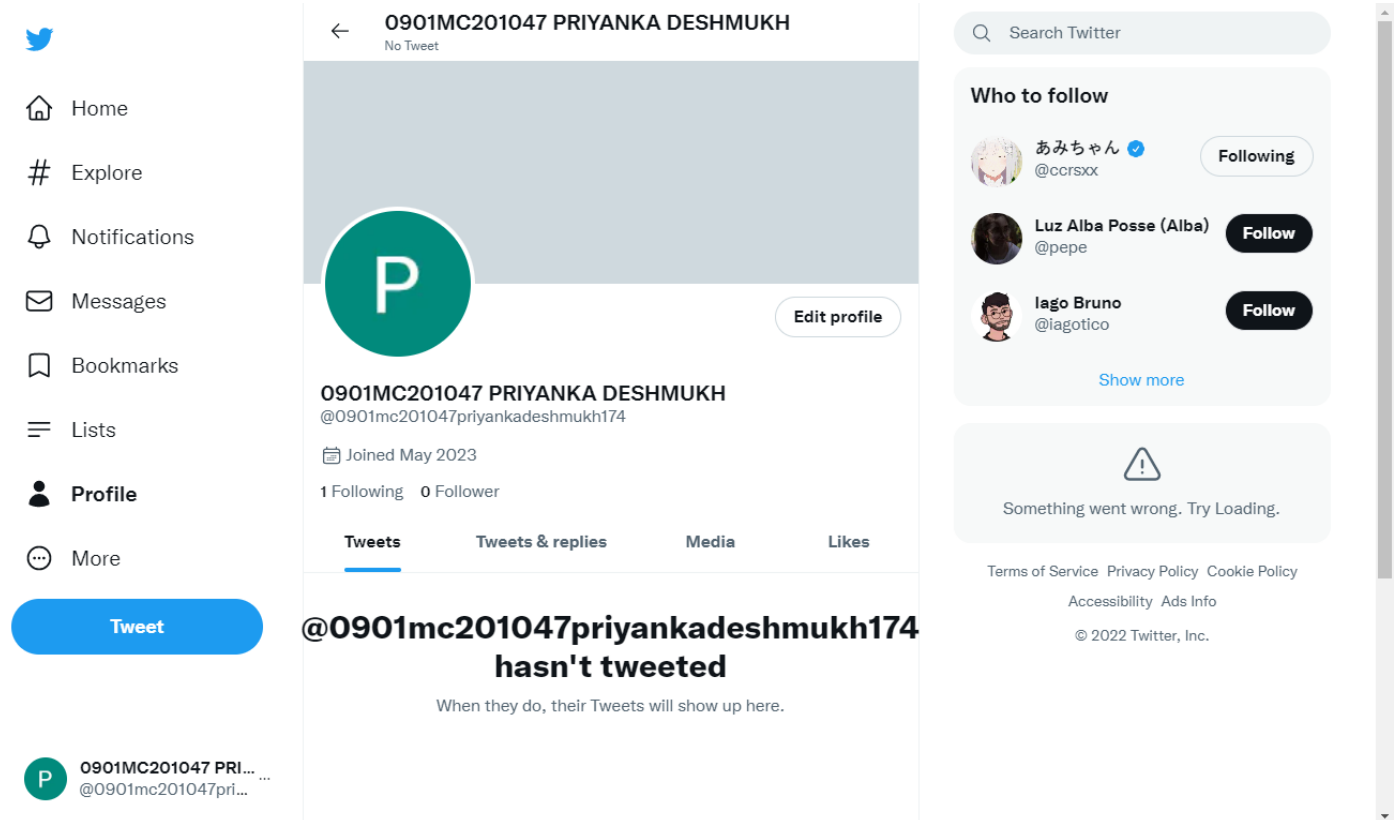 Home
Explore
Notifications
Messages
Bookmarks
Lists
Profile
More
Tweet
P
0901MC201047 PRI... ...
@0901mc201047pri...
0901MC201047 PRIYANKA DESHMUKH
No Tweet
P
Edit profile
0901MC201047 PRIYANKA DESHMUKH
@0901mc201047priyankadeshmukh174
Joined May 2023
1 Following 0 Follower
Tweets Tweets & replies Media Likes
@0901mc201047priyankadeshmukh174
hasn't tweeted
When they do, their Tweets will show up here.
Search Twitter
Who to follow
あみちゃん
@ccrsxx
Following
Luz Alba Posse (Alba)
@pepe
Follow
Iago Bruno
@iagotico
Follow
Show more
Something went wrong. Try Loading.
Terms of Service Privacy Policy Cookie Policy
Accessibility Ads Info
© 2022 Twitter, Inc.